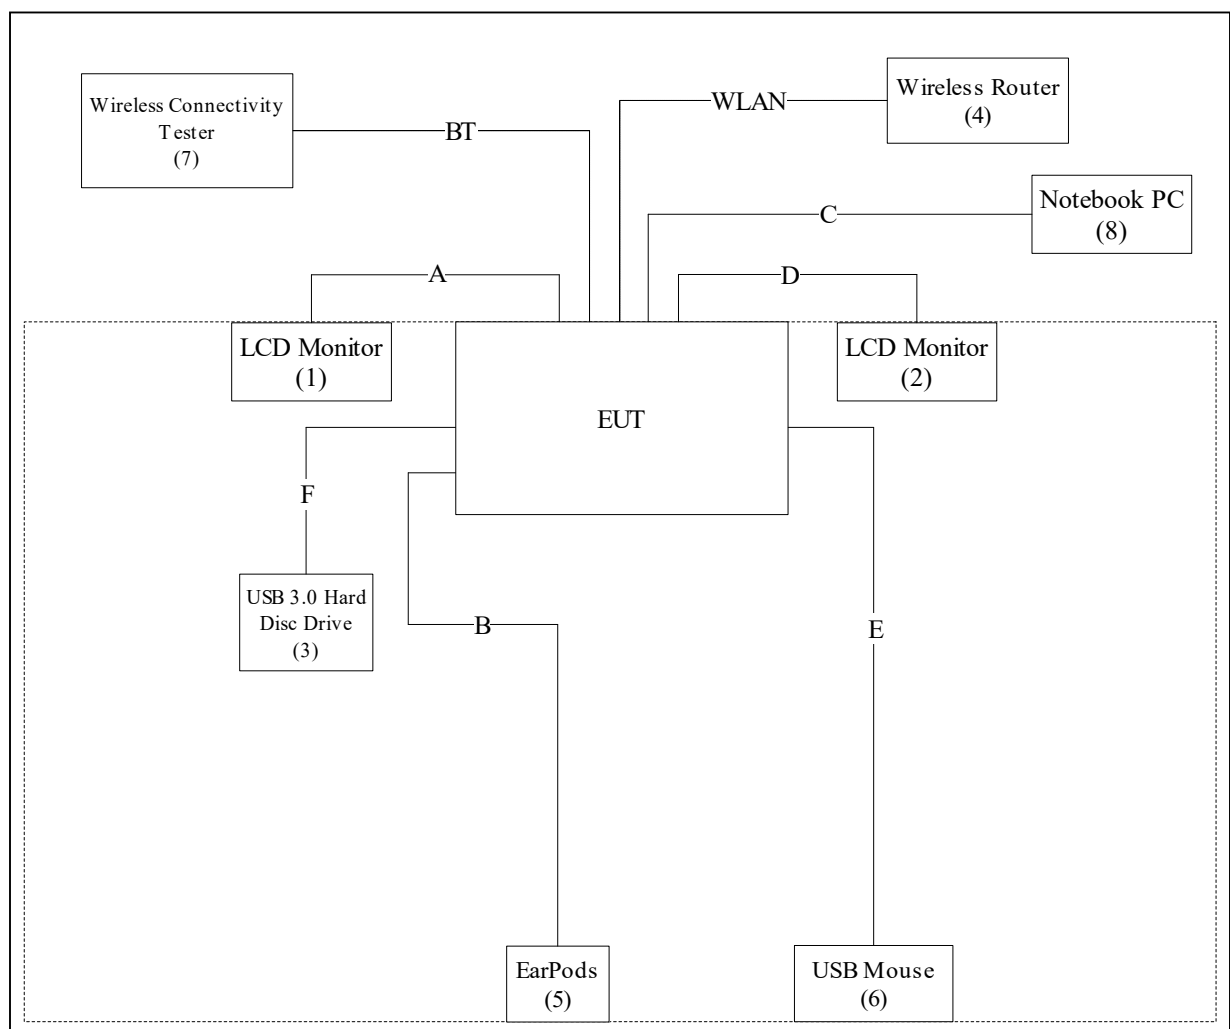 Wireless Connectivity
Tester
(7)
BT
WLAN
Wireless Router
(4)
Notebook PC
(8)
C
A
D
LCD Monitor
(1)
EUT
LCD Monitor
(2)
F
USB 3.0 Hard
Disc Drive
(3)
B
E
EarPods
(5)
USB Mouse
(6)